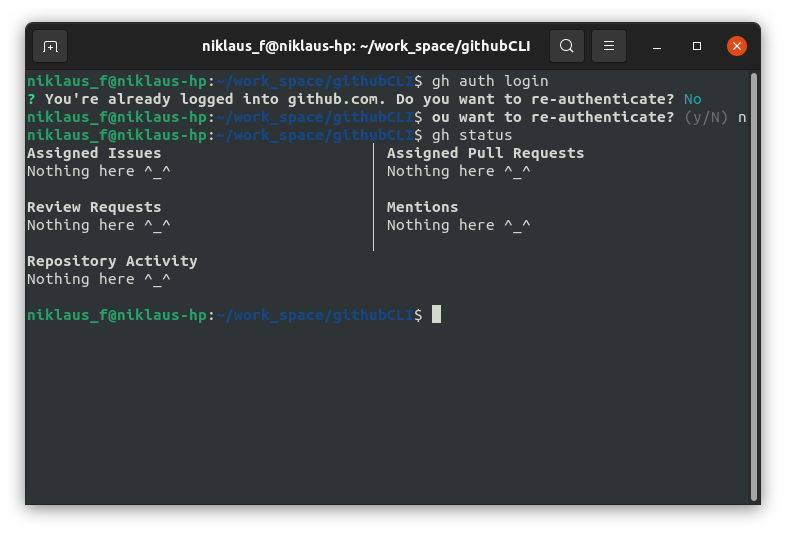 niklaus_f@niklaus-hp: ~/work_space/githubCLI
niklaus_f@niklaus-hp:~/work_space/githubCLI$ gh auth login
? You're already logged into github.com. Do you want to re-authenticate? No
niklaus_f@niklaus-hp:~/work_space/githubCLI$ ou want to re-authenticate? (y/N) n
niklaus_f@niklaus-hp:~/work_space/githubCLI$ gh status
Assigned Issues │ Assigned Pull Requests
Nothing here ^_^ │ Nothing here ^_^
Review Requests │ Mentions
Nothing here ^_^ │ Nothing here ^_^
Repository Activity
Nothing here ^_^
niklaus_f@niklaus-hp:~/work_space/githubCLI$